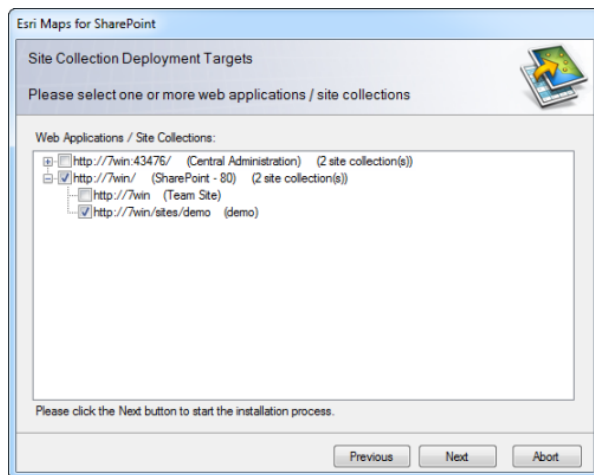 Esri Maps for SharePoint
Site Collection Deployment Targets
Please select one or more web applications / site collections
Web Applications / Site Collections:
http://7win:43476/ (Central Administration) (2 site collection(s))
http://7win/ (SharePoint - 80) (2 site collection(s))
http://7win (Team Site)
http://7win/sites/demo (demo)
Please click the Next button to start the installation process.
Previous Next Abort